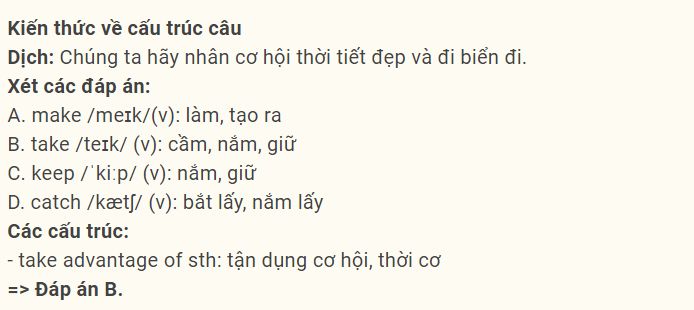 Kiến thức về cấu trúc câu
Dịch: Chúng ta hãy nhân cơ hội thời tiết đẹp và đi biển đi.
Xét các đáp án:
A. make /meɪk/(v): làm, tạo ra
B. take /teɪk/ (v): cầm, nắm, giữ
C. keep /ˈkiːp/ (v): nắm, giữ
D. catch /kætʃ/ (v): bắt lấy, nắm lấy
Các cấu trúc:
- take advantage of sth: tận dụng cơ hội, thời cơ
=> Đáp án B.